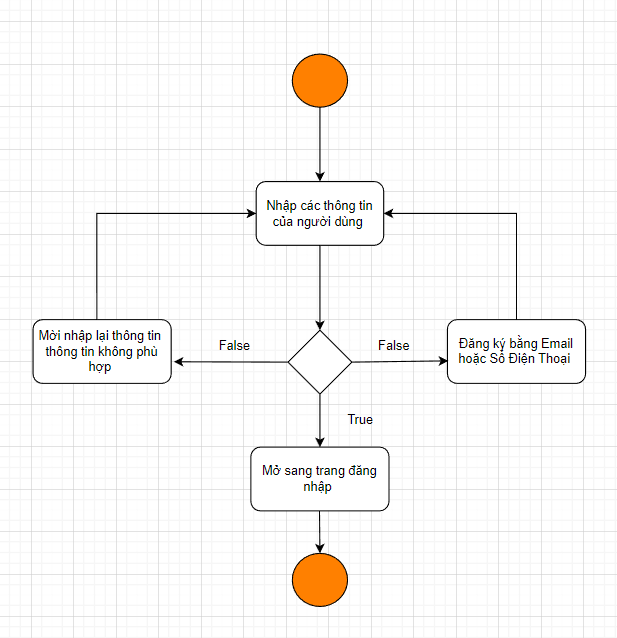 Nhập các thông tin
của người dùng
Mời nhập lại thông tin
thông tin không phù
hợp
False
False
Đăng ký bằng Email
hoặc Số Điện Thoại
True
Mở sang trang đăng
nhập